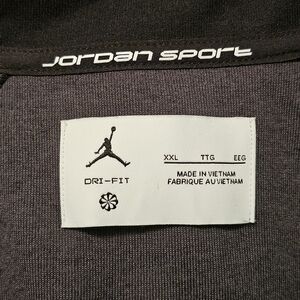 JORDAN SPORT
DRI-FIT
XXL TTG EEG
MADE IN VIETNAM
FABRIQUE AU VIETNAM